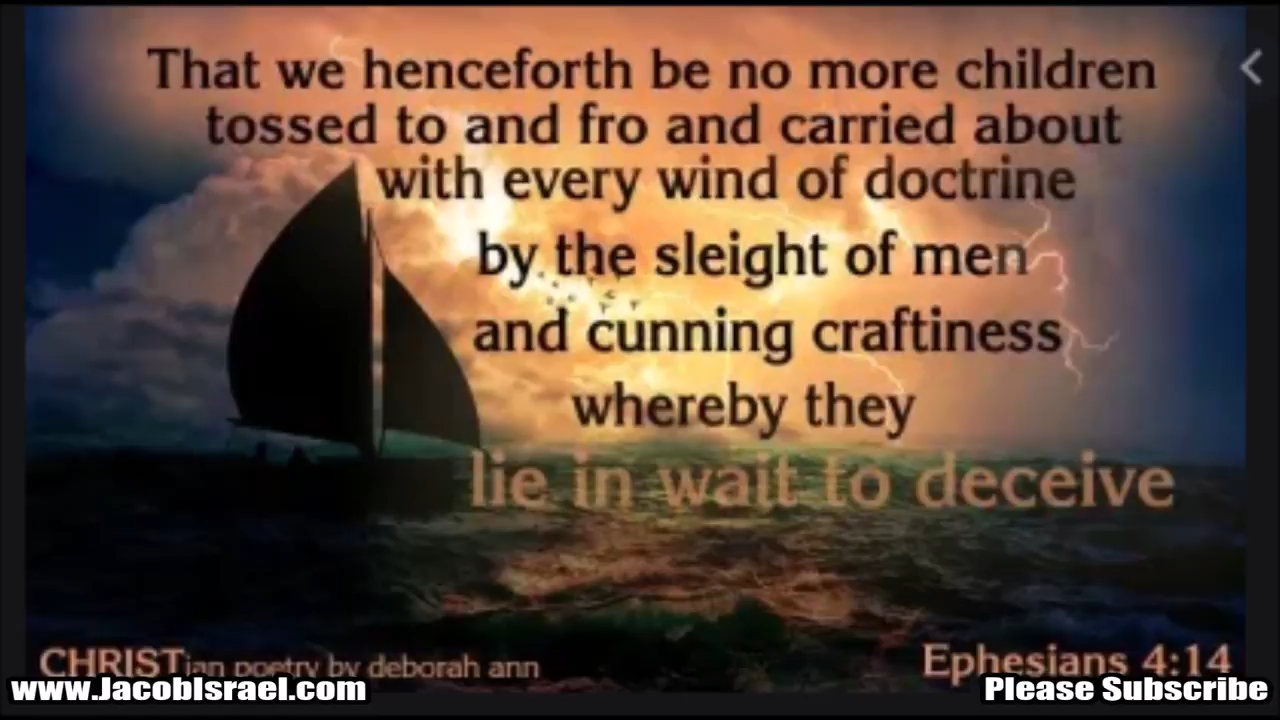 That we henceforth be no more children
tossed to and fro and carried about
with every wind of doctrine
by the sleight of men
and cunning craftiness
whereby they
lie in wait to deceive
CHRISTian poetry by deborah ann
Ephesians 4:14
www.JacobIsrael.com
Please Subscribe